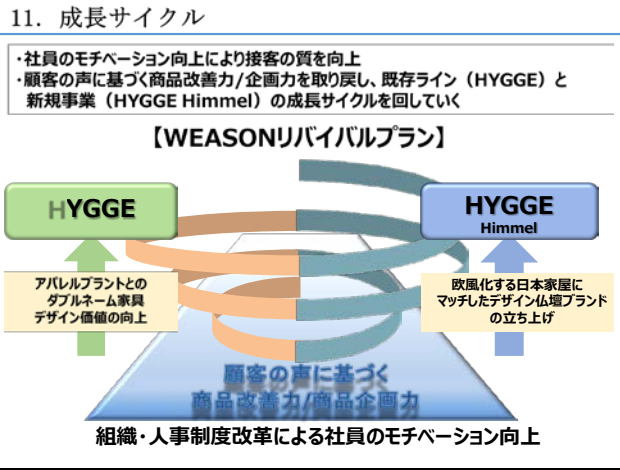 11. 成長サイクル
・社員のモチベーション向上により接客の質を向上
・顧客の声に基づく商品改善力/企画力を取り戻し、既存ライン（HYGGE）と
新規事業（HYGGE Himmel）の成長サイクルを回していく
【WEASONリバイバルプラン】
HYGGE
HYGGE
Himmel
アパレルブラントとの
ダブルネーム家具
デザイン価値の向上
欧風化する日本家屋に
マッチしたデザイン仏壇ブランド
の立ち上げ
顧客の声に基づく
商品改善力/商品企画力
組織・人事制度改革による社員のモチベーション向上